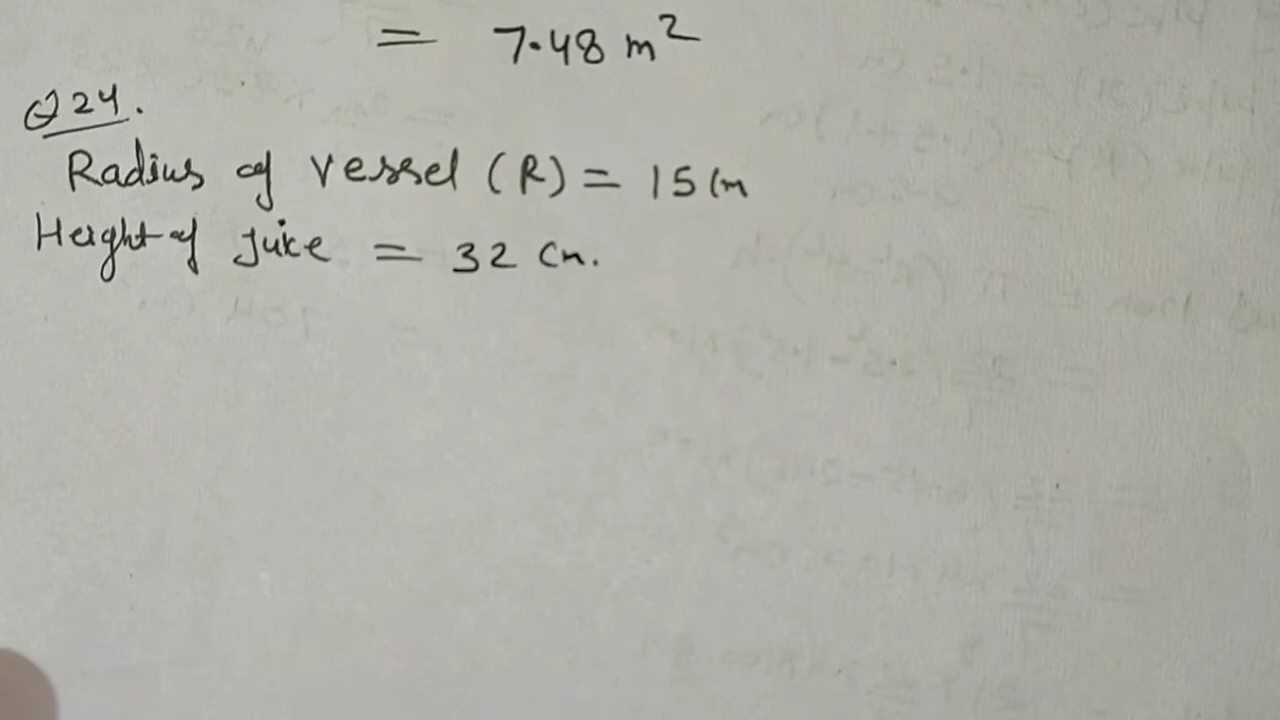 = 7.48 m²
Q24.
Radius of vessel (R) = 15 cm
Height of juice = 32 cm.